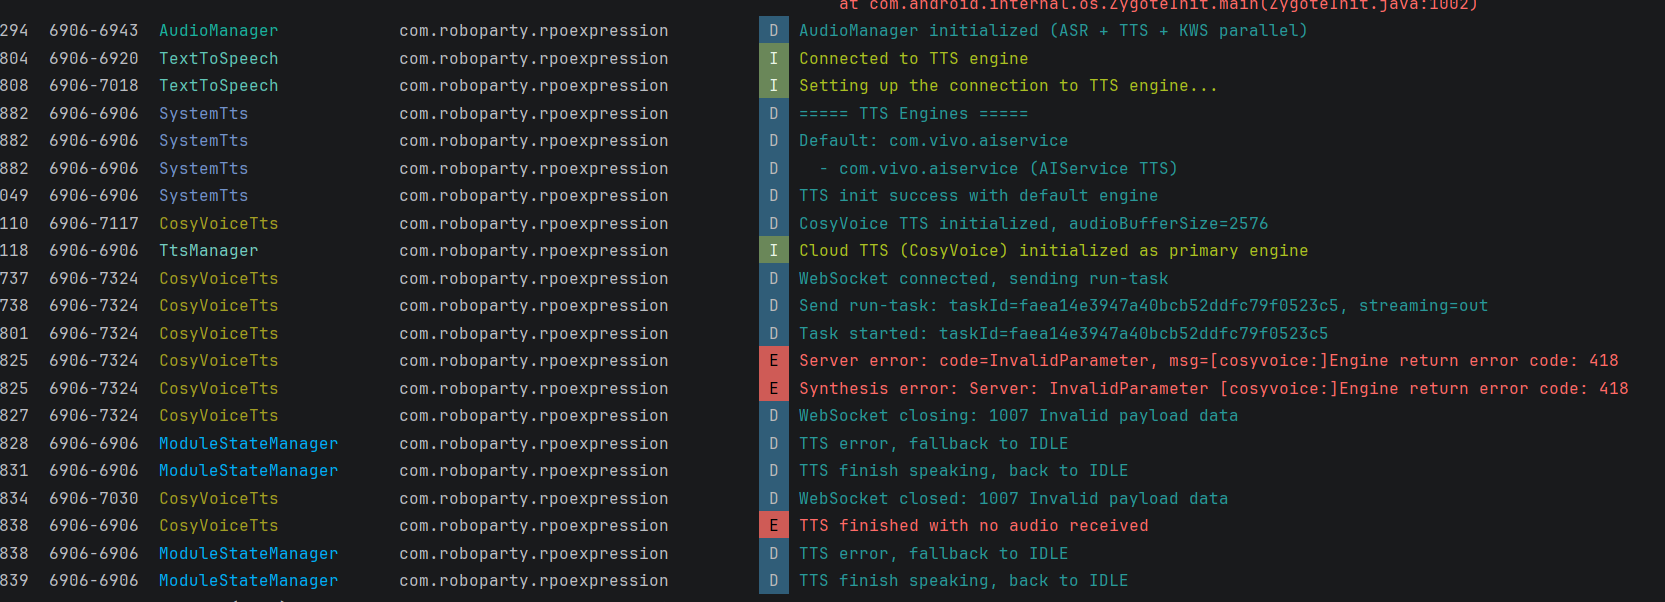 at com.android.internal.os.ZygoteInit.main(ZygoteInit.java:1002)
294 6906-6943 AudioManager com.roboparty.rpoexpression D AudioManager initialized (ASR + TTS + KWS parallel)
804 6906-6920 TextToSpeech com.roboparty.rpoexpression I Connected to TTS engine
808 6906-7018 TextToSpeech com.roboparty.rpoexpression I Setting up the connection to TTS engine...
882 6906-6906 SystemTts com.roboparty.rpoexpression D ===== TTS Engines =====
882 6906-6906 SystemTts com.roboparty.rpoexpression D Default: com.vivo.aiservice
882 6906-6906 SystemTts com.roboparty.rpoexpression D - com.vivo.aiservice (AIService TTS)
049 6906-6906 SystemTts com.roboparty.rpoexpression D TTS init success with default engine
110 6906-7117 CosyVoiceTts com.roboparty.rpoexpression D CosyVoice TTS initialized, audioBufferSize=2576
118 6906-6906 TtsManager com.roboparty.rpoexpression I Cloud TTS (CosyVoice) initialized as primary engine
737 6906-7324 CosyVoiceTts com.roboparty.rpoexpression D WebSocket connected, sending run-task
738 6906-7324 CosyVoiceTts com.roboparty.rpoexpression D Send run-task: taskId=faea14e3947a40bcb52ddfc79f0523c5, streaming=out
801 6906-7324 CosyVoiceTts com.roboparty.rpoexpression D Task started: taskId=faea14e3947a40bcb52ddfc79f0523c5
825 6906-7324 CosyVoiceTts com.roboparty.rpoexpression E Server error: code=InvalidParameter, msg=[cosyvoice:]Engine return error code: 418
825 6906-7324 CosyVoiceTts com.roboparty.rpoexpression E Synthesis error: Server: InvalidParameter [cosyvoice:]Engine return error code: 418
827 6906-7324 CosyVoiceTts com.roboparty.rpoexpression D WebSocket closing: 1007 Invalid payload data
828 6906-6906 ModuleStateManager com.roboparty.rpoexpression D TTS error, fallback to IDLE
831 6906-6906 ModuleStateManager com.roboparty.rpoexpression D TTS finish speaking, back to IDLE
834 6906-7030 CosyVoiceTts com.roboparty.rpoexpression D WebSocket closed: 1007 Invalid payload data
838 6906-6906 CosyVoiceTts com.roboparty.rpoexpression E TTS finished with no audio received
838 6906-6906 ModuleStateManager com.roboparty.rpoexpression D TTS error, fallback to IDLE
839 6906-6906 ModuleStateManager com.roboparty.rpoexpression D TTS finish speaking, back to IDLE